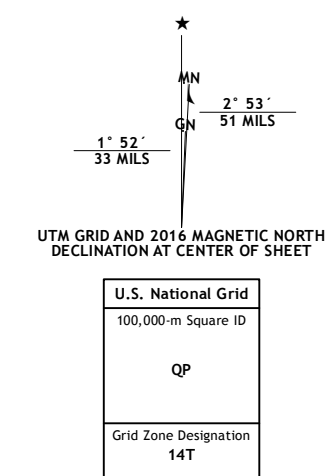 ★
MN
GN
2° 53´
51 MILS
1° 52´
33 MILS
UTM GRID AND 2016 MAGNETIC NORTH
DECLINATION AT CENTER OF SHEET
U.S. National Grid
100,000-m Square ID
QP
Grid Zone Designation
14T